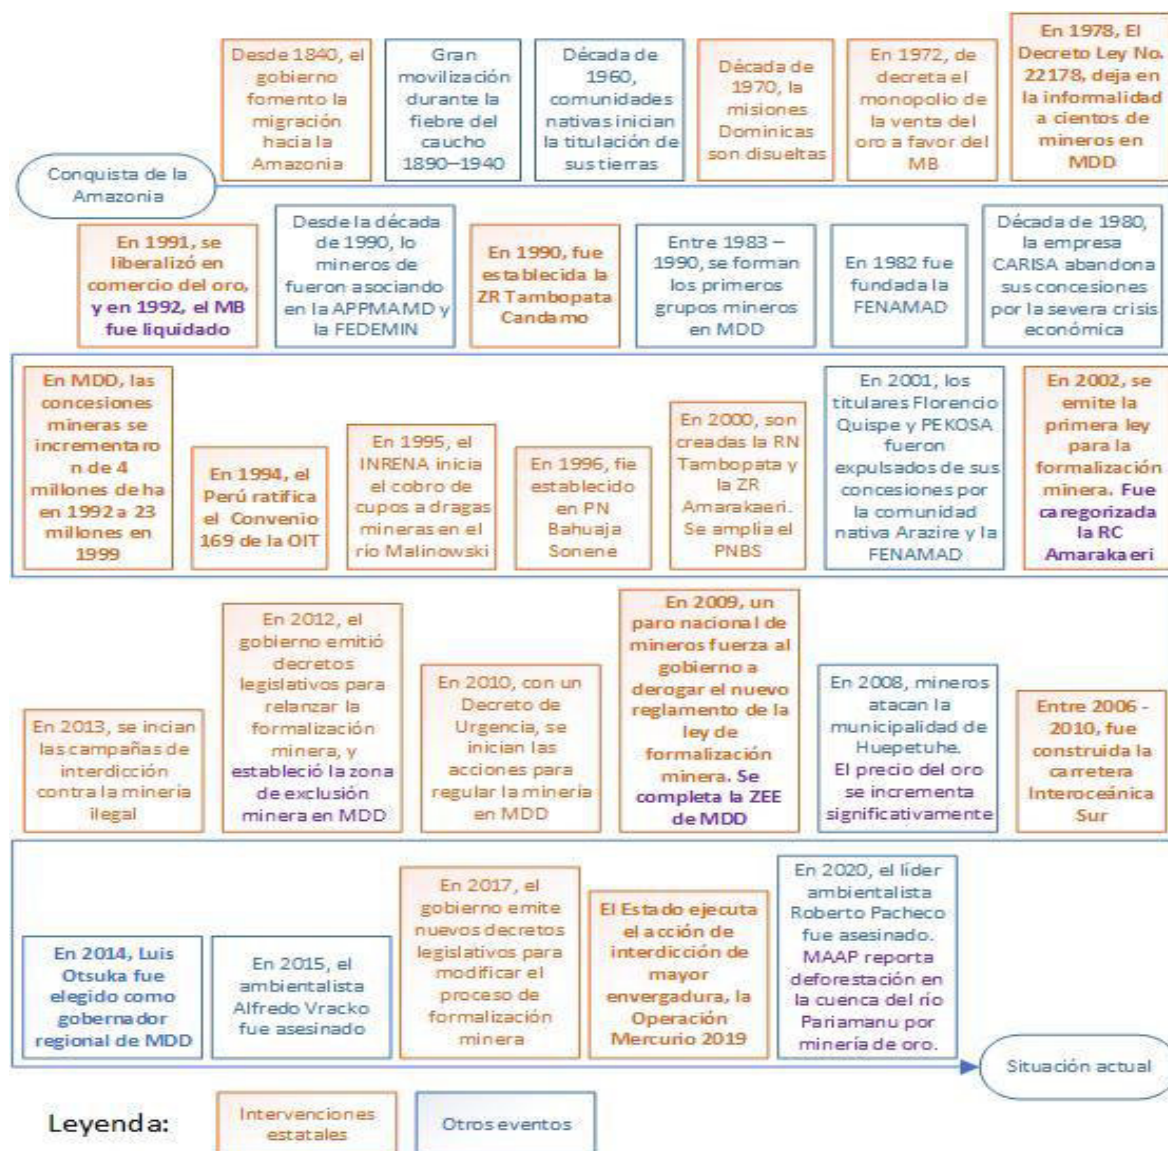 Conquista de la
Amazonia
Desde 1840, el
gobierno
fomento la
migración
hacia la
Amazonia
Gran
movilización
durante la
fiebre del
caucho
1890–1940
Década de
1960,
comunidades
nativas inician
la titulación de
sus tierras
Década de
1970, la
misiones
Dominicas
son disueltas
En 1972, de
decreta el
monopolio de
la venta del
oro a favor del
MB
En 1978, El
Decreto Ley No.
22178, deja en
la informalidad
a cientos de
mineros en
MDD
En 1991, se
liberalizó en
comercio del oro,
y en 1992, el MB
fue liquidado
Desde la década
de 1990, lo
mineros de
fueron asociando
en la APPMAMD y
la FEDEMIN
En 1990, fue
establecida la
ZR Tambopata
Candamo
Entre 1983 –
1990, se forman
los primeros
grupos mineros
en MDD
En 1982 fue
fundada la
FENAMAD
Década de 1980,
la empresa
CARISA abandona
sus concesiones
por la severa crisis
económica
En MDD, las
concesiones
mineras se
incrementaro
n de 4
millones de ha
en 1992 a 23
millones en
1999
En 1994, el
Perú ratifica
el Convenio
169 de la OIT
En 1995, el
INRENA inicia
el cobro de
cupos a dragas
mineras en el
río Malinowski
En 1996, fie
establecido en
PN Bahuaja
Sonene
En 2000, son
creadas la RN
Tambopata y
la ZR
Amarakaeri.
Se amplia el
PNBS
En 2001, los
titulares Florencio
Quispe y PEKOSA
fueron
expulsados de sus
concesiones por
la comunidad
nativa Arazire y la
FENAMAD
En 2002, se
emite la
primera ley
para la
formalización
minera. Fue
caregorizada
la RC
Amarakaeri
En 2013, se incian
las campañas de
interdicción
contra la mineria
ilegal
En 2012, el
gobierno emitió
decretos
legislativos para
relanzar la
formalización
minera, y
estableció la zona
de exclusión
minera en MDD
En 2010, con un
Decreto de
Urgencia, se
inician las
acciones para
regular la minería
en MDD
En 2009, un
paro nacional de
mineros fuerza al
gobierno a
derogar el nuevo
reglamento de la
ley de
formalización
minera. Se
completa la ZEE
de MDD
En 2008, mineros
atacan la
municipalidad de
Huepetuhe.
El precio del oro
se incrementa
significativamente
Entre 2006 -
2010, fue
construida la
carretera
Interoceánica
Sur
En 2014, Luis
Otsuka fue
elegido como
gobernador
regional de MDD
En 2015, el
ambientalista
Alfredo Vracko
fue asesinado
En 2017, el
gobierno emite
nuevos decretos
legislativos para
modificar el
proceso de
formalización
minera
El Estado ejecuta
el acción de
interdicción de
mayor
envergadura, la
Operación
Mercurio 2019
En 2020, el líder
ambientalista
Roberto Pacheco
fue asesinado.
MAAP reporta
deforestación en
la cuenca del río
Pariamanu por
minería de oro.
Situación actual
Leyenda:
Intervenciones
estatales
Otros eventos